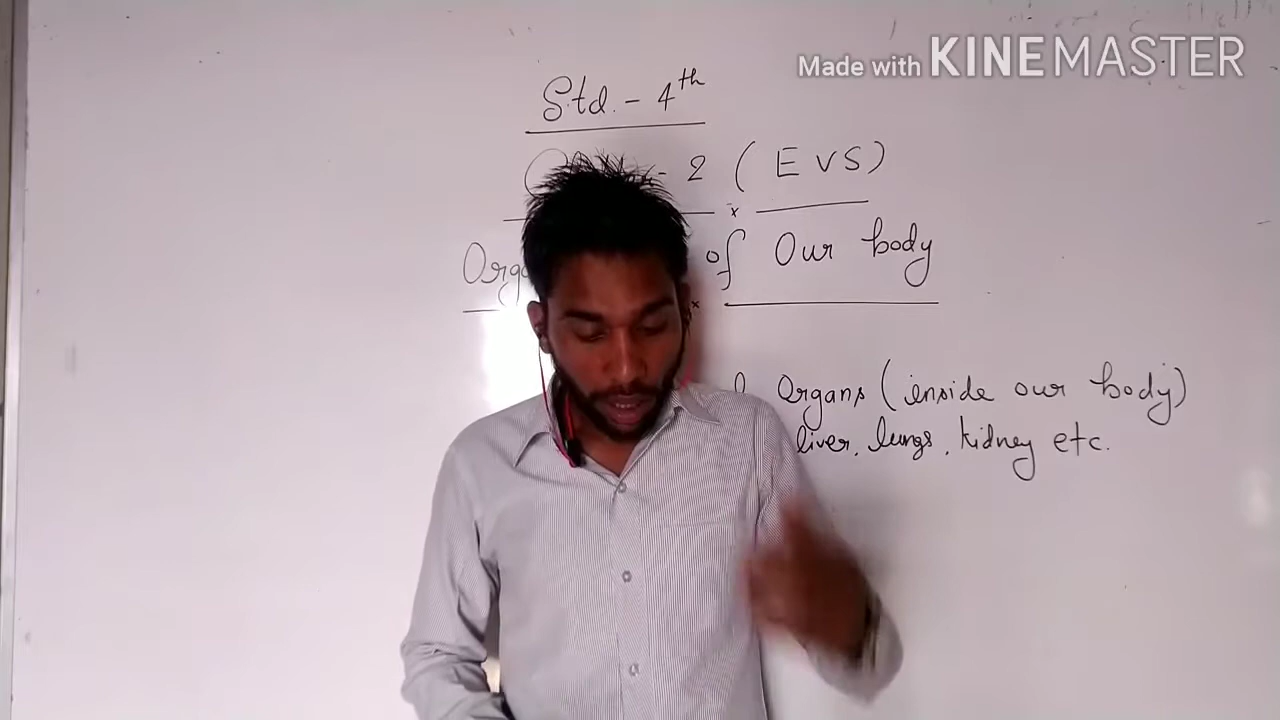 Made with KINEMASTER
Std. - 4th
- 2 (EVS)
of Our body
Organs (inside our body)
liver, lungs, kidney etc.